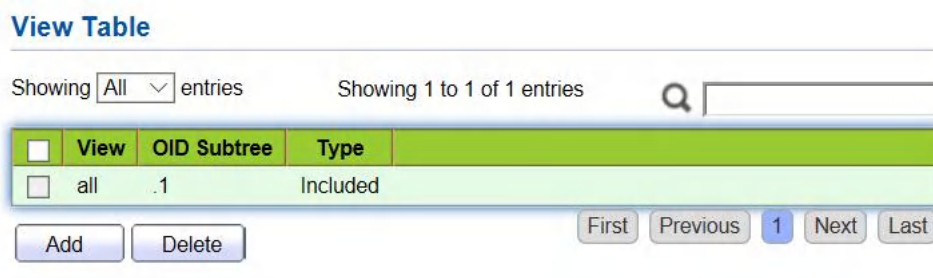 View Table
Showing All entries Showing 1 to 1 of 1 entries
View OID Subtree Type
all .1 Included
First Previous 1 Next Last
Add Delete